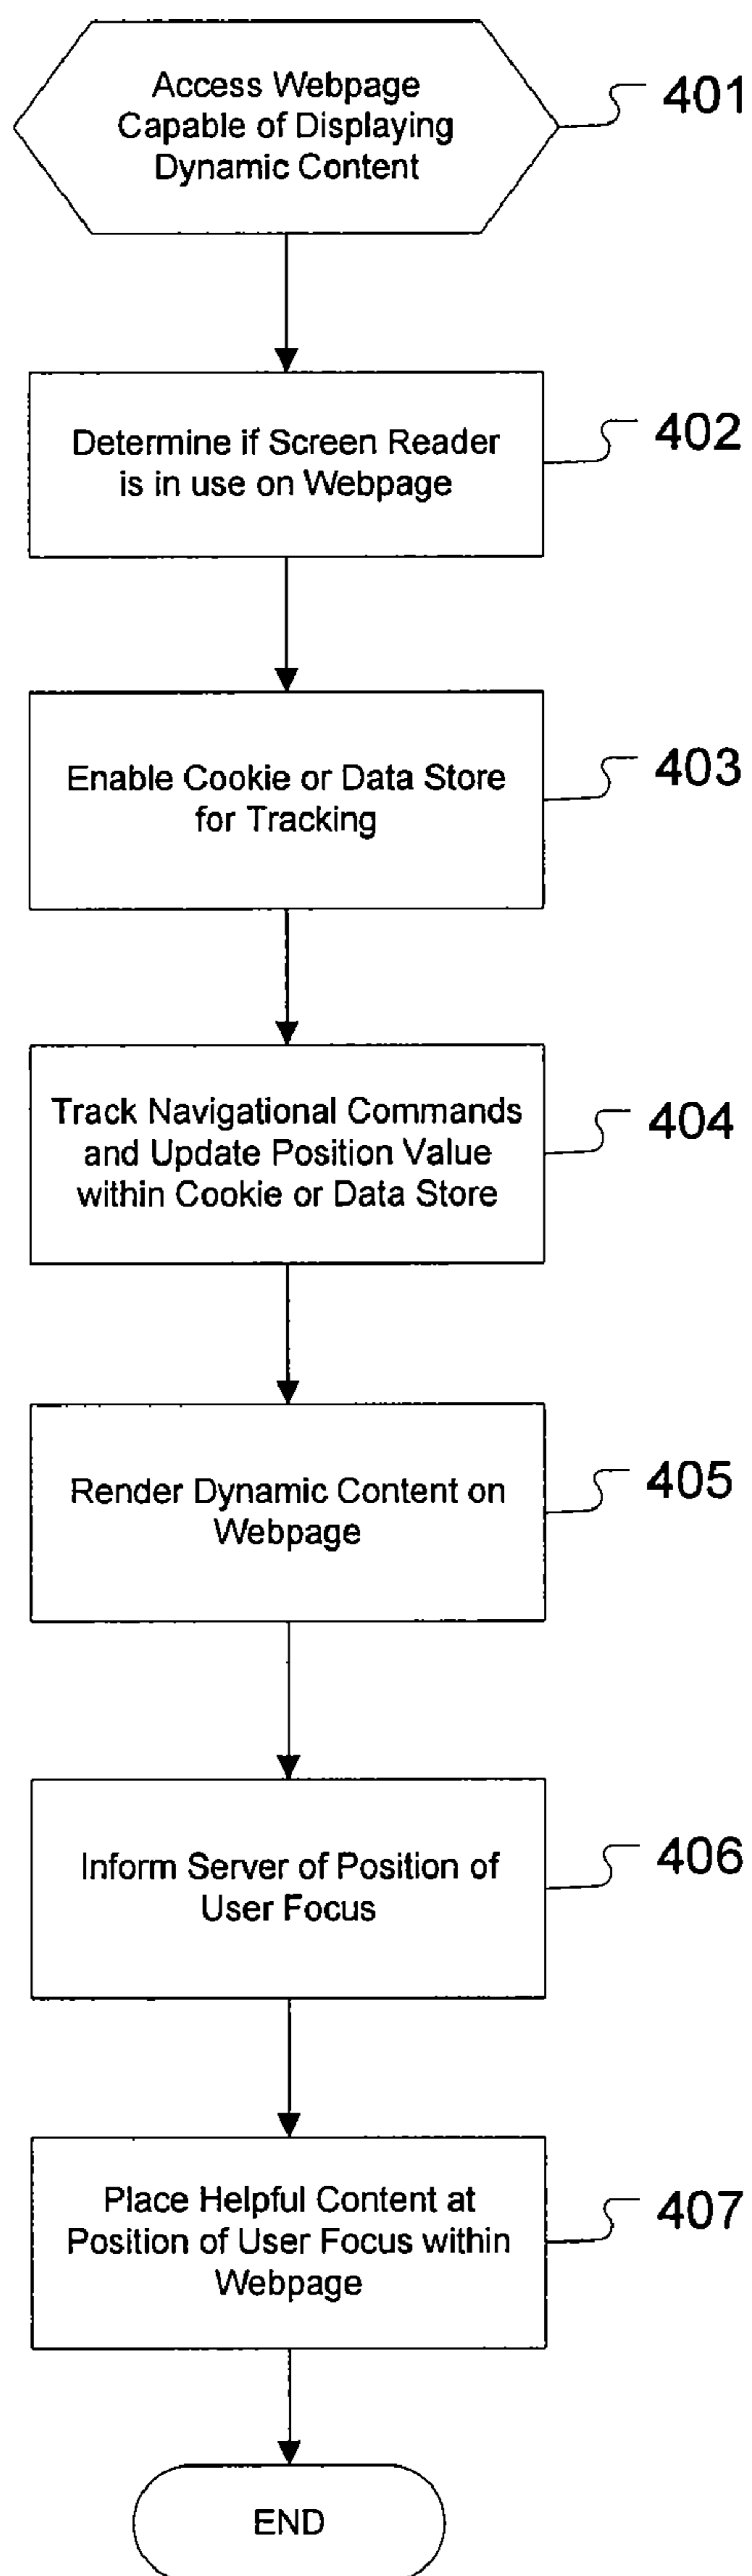 Access Webpage
Capable of Displaying
Dynamic Content
401
Determine if Screen Reader
is in use on Webpage
402
Enable Cookie or Data Store
for Tracking
403
Track Navigational Commands
and Update Position Value
within Cookie or Data Store
404
Render Dynamic Content on
Webpage
405
Inform Server of Position of
User Focus
406
Place Helpful Content at
Position of User Focus within
Webpage
407
END